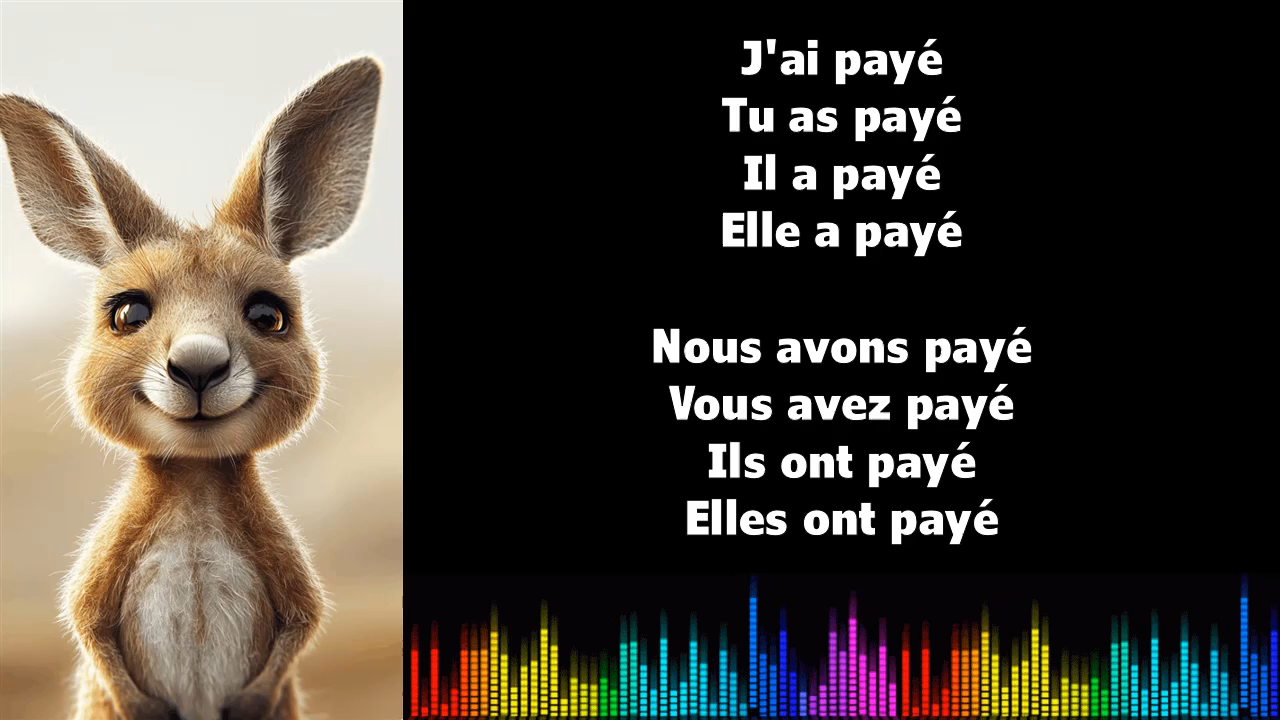 J'ai payé
Tu as payé
Il a payé
Elle a payé
Nous avons payé
Vous avez payé
Ils ont payé
Elles ont payé